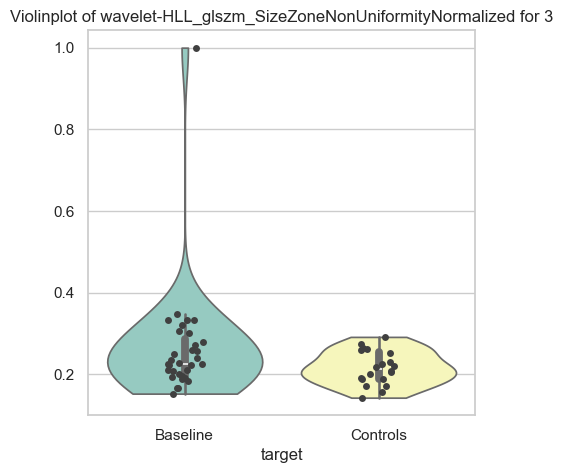 Violinplot of wavelet-HLL_glszm_SizeZoneNonUniformityNormalized for 3
1.0
0.8
0.6
0.4
0.2
Baseline
Controls
target